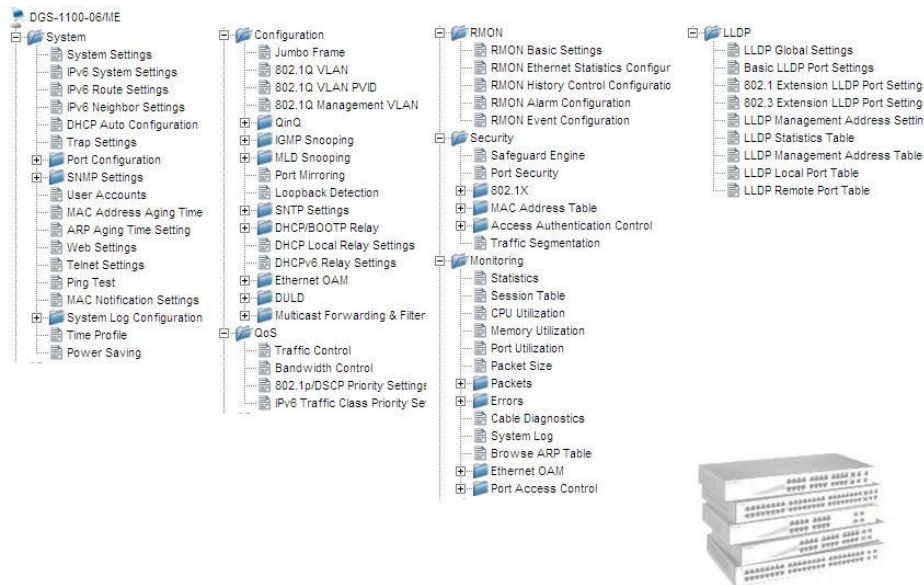 DGS-1100-06/ME
System
System Settings
IPv6 System Settings
IPv6 Route Settings
IPv6 Neighbor Settings
DHCP Auto Configuration
Trap Settings
Port Configuration
SNMP Settings
User Accounts
MAC Address Aging Time
ARP Aging Time Setting
Web Settings
Telnet Settings
Ping Test
MAC Notification Settings
System Log Configuration
Time Profile
Power Saving
Configuration
Jumbo Frame
802.1Q VLAN
802.1Q VLAN PVID
802.1Q Management VLAN
QinQ
IGMP Snooping
MLD Snooping
Port Mirroring
Loopback Detection
SNTP Settings
DHCP/BOOTP Relay
DHCP Local Relay Settings
DHCPv6 Relay Settings
Ethernet OAM
DULD
Multicast Forwarding & Filter
QoS
Traffic Control
Bandwidth Control
802.1p/DSCP Priority Settings
IPv6 Traffic Class Priority Se
RMON
RMON Basic Settings
RMON Ethernet Statistics Configur
RMON History Control Configuratio
RMON Alarm Configuration
RMON Event Configuration
Security
Safeguard Engine
Port Security
802.1X
MAC Address Table
Access Authentication Control
Traffic Segmentation
Monitoring
Statistics
Session Table
CPU Utilization
Memory Utilization
Port Utilization
Packet Size
Packets
Errors
Cable Diagnostics
System Log
Browse ARP Table
Ethernet OAM
Port Access Control
LLDP
LLDP Global Settings
Basic LLDP Port Settings
802.1 Extension LLDP Port Setting
802.3 Extension LLDP Port Setting
LLDP Management Address Settin
LLDP Statistics Table
LLDP Management Address Table
LLDP Local Port Table
LLDP Remote Port Table